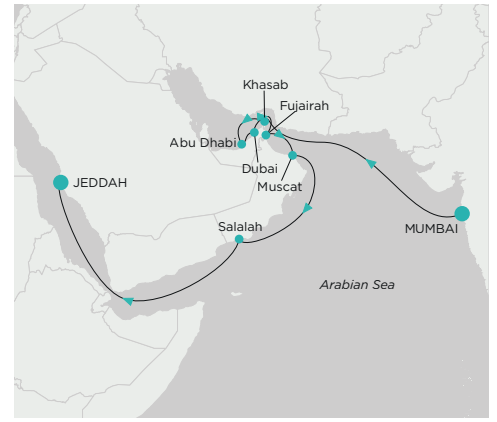 Khasab
Fujairah
Abu Dhabi
Dubai
Muscat
JEDDAH
Salalah
MUMBAI
Arabian Sea